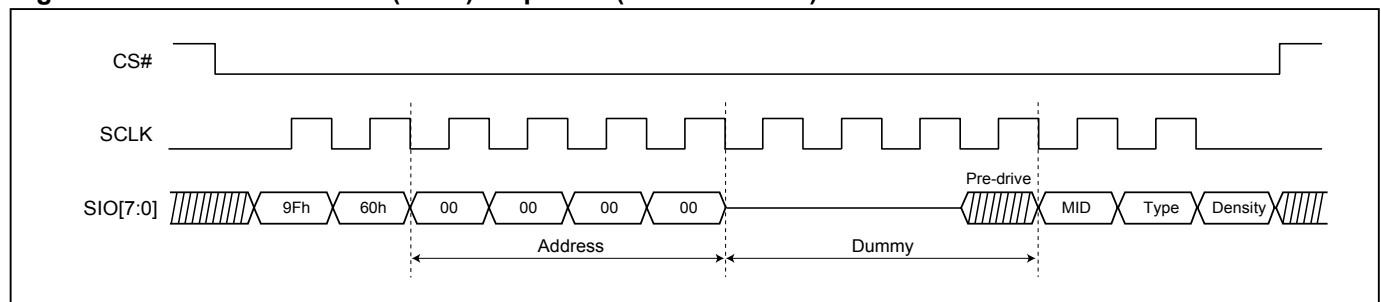 CS#
SCLK
Pre-drive
SIO[7:0] 9Fh 60h 00 00 00 00 MID Type Density
Address Dummy